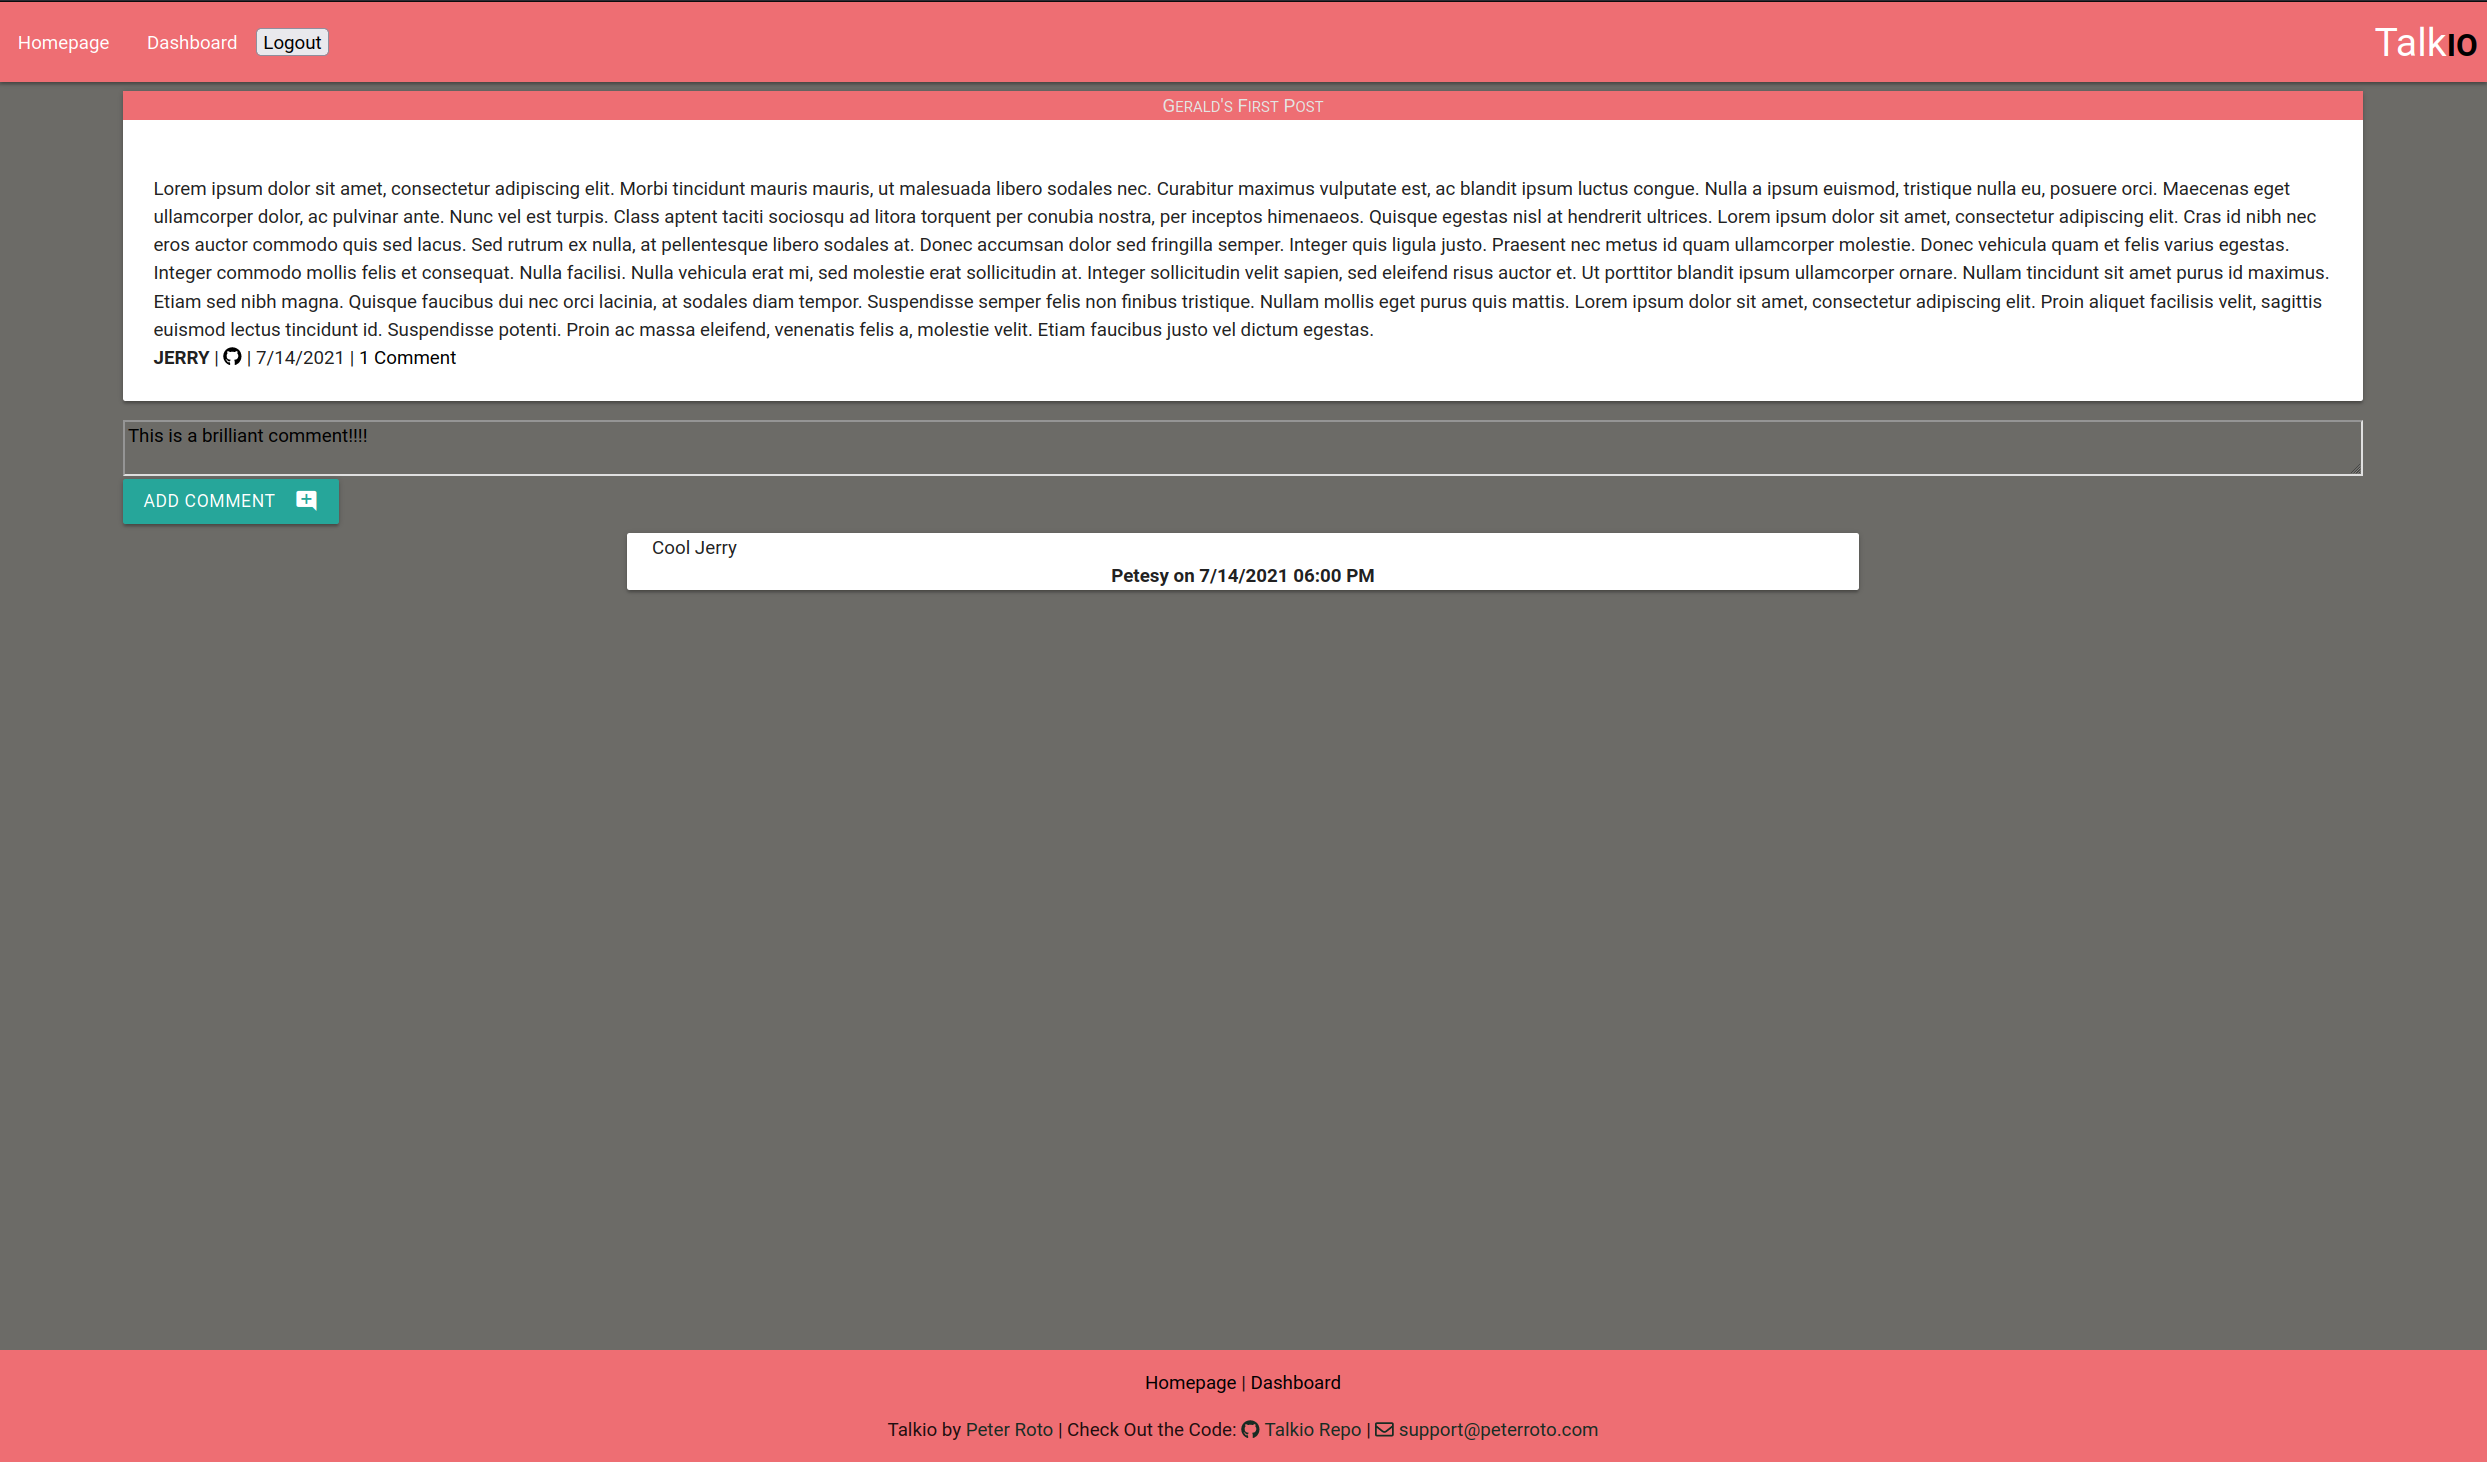 Homepage Dashboard Logout TalkIO
Gerald's First Post
Lorem ipsum dolor sit amet, consectetur adipiscing elit. Morbi tincidunt mauris mauris, ut malesuada libero sodales nec. Curabitur maximus vulputate est, ac blandit ipsum luctus congue. Nulla a ipsum euismod, tristique nulla eu, posuere orci. Maecenas eget
ullamcorper dolor, ac pulvinar ante. Nunc vel est turpis. Class aptent taciti sociosqu ad litora torquent per conubia nostra, per inceptos himenaeos. Quisque egestas nisl at hendrerit ultrices. Lorem ipsum dolor sit amet, consectetur adipiscing elit. Cras id nibh nec
eros auctor commodo quis sed lacus. Sed rutrum ex nulla, at pellentesque libero sodales at. Donec accumsan dolor sed fringilla semper. Integer quis ligula justo. Praesent nec metus id quam ullamcorper molestie. Donec vehicula quam et felis varius egestas.
Integer commodo mollis felis et consequat. Nulla facilisi. Nulla vehicula erat mi, sed molestie erat sollicitudin at. Integer sollicitudin velit sapien, sed eleifend risus auctor et. Ut porttitor blandit ipsum ullamcorper ornare. Nullam tincidunt sit amet purus id maximus.
Etiam sed nibh magna. Quisque faucibus dui nec orci lacinia, at sodales diam tempor. Suspendisse semper felis non finibus tristique. Nullam mollis eget purus quis mattis. Lorem ipsum dolor sit amet, consectetur adipiscing elit. Proin aliquet facilisis velit, sagittis
euismod lectus tincidunt id. Suspendisse potenti. Proin ac massa eleifend, venenatis felis a, molestie velit. Etiam faucibus justo vel dictum egestas.
JERRY | | 7/14/2021 | 1 Comment
This is a brilliant comment!!!!
ADD COMMENT
Cool Jerry
Petesy on 7/14/2021 06:00 PM
Homepage | Dashboard
Talkio by Peter Roto | Check Out the Code: Talkio Repo | support@peterroto.com